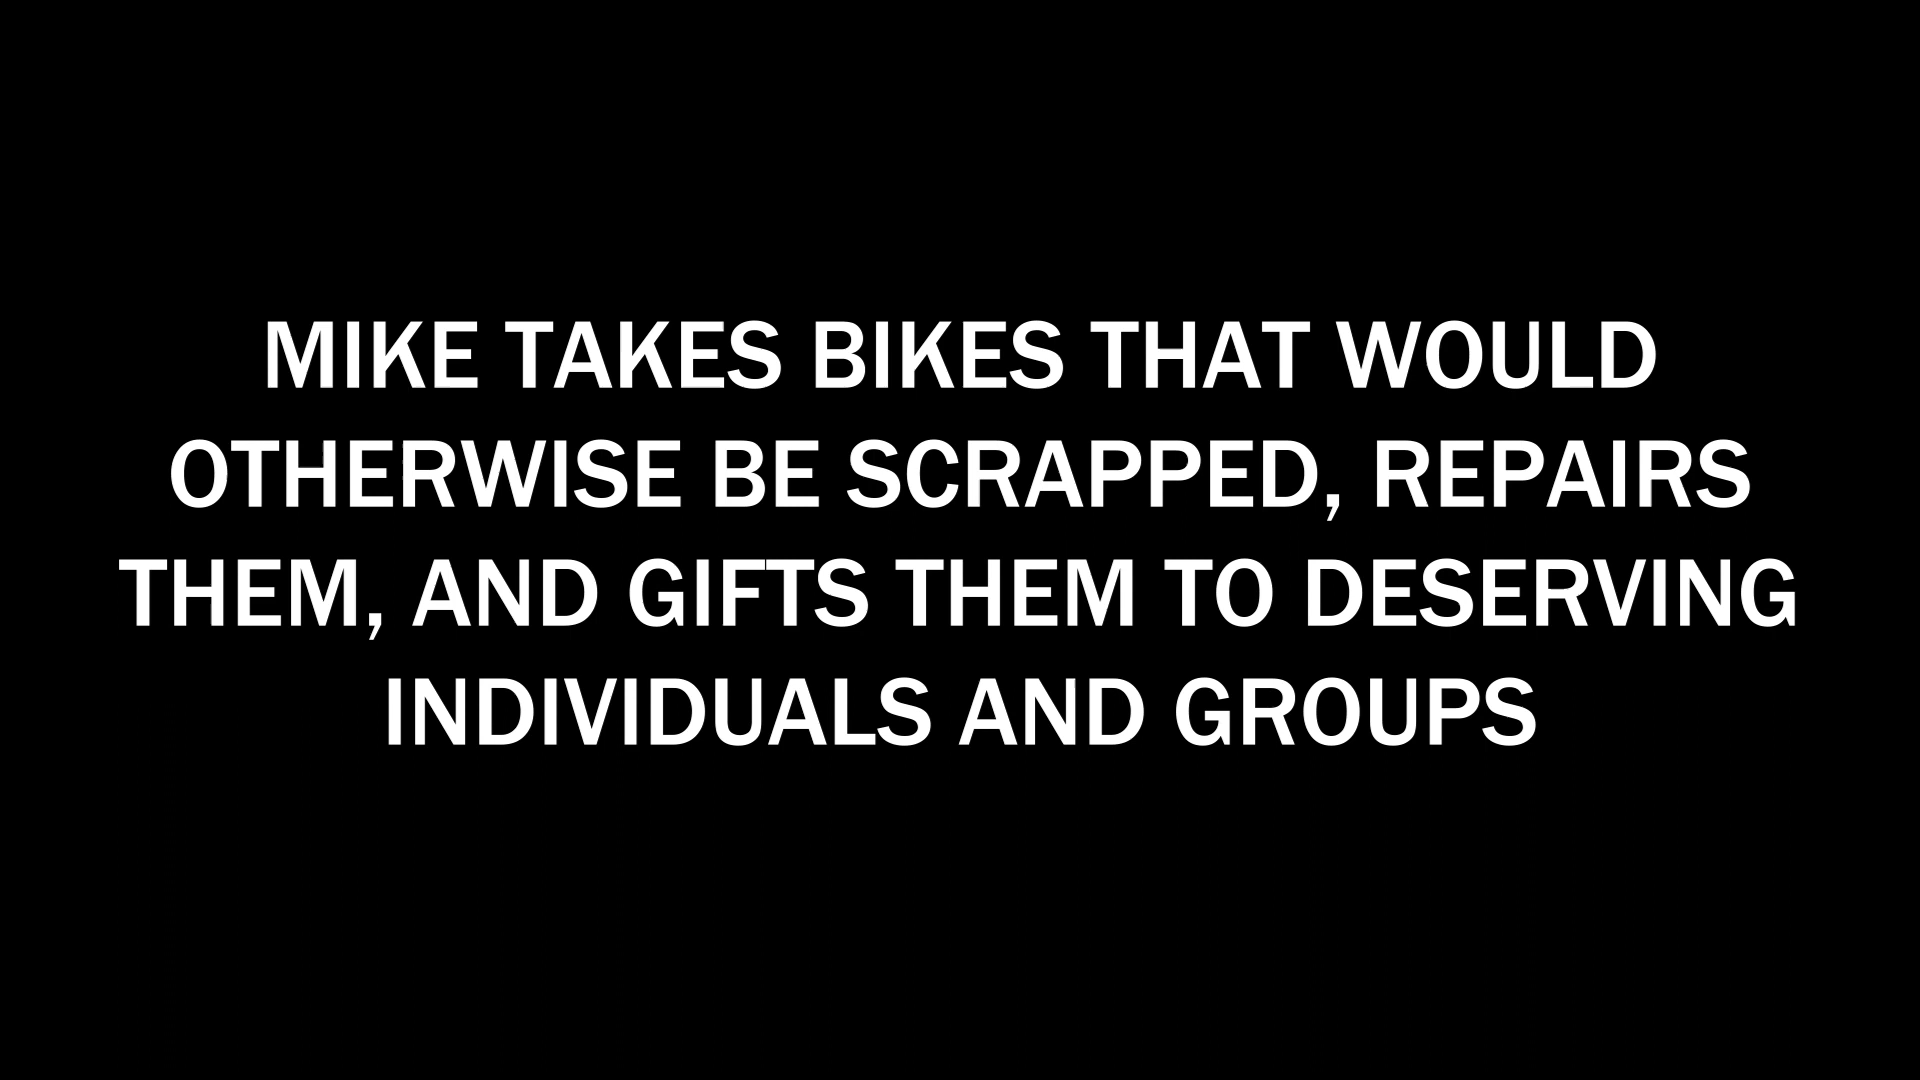 MIKE TAKES BIKES THAT WOULD
OTHERWISE BE SCRAPPED, REPAIRS
THEM, AND GIFTS THEM TO DESERVING
INDIVIDUALS AND GROUPS